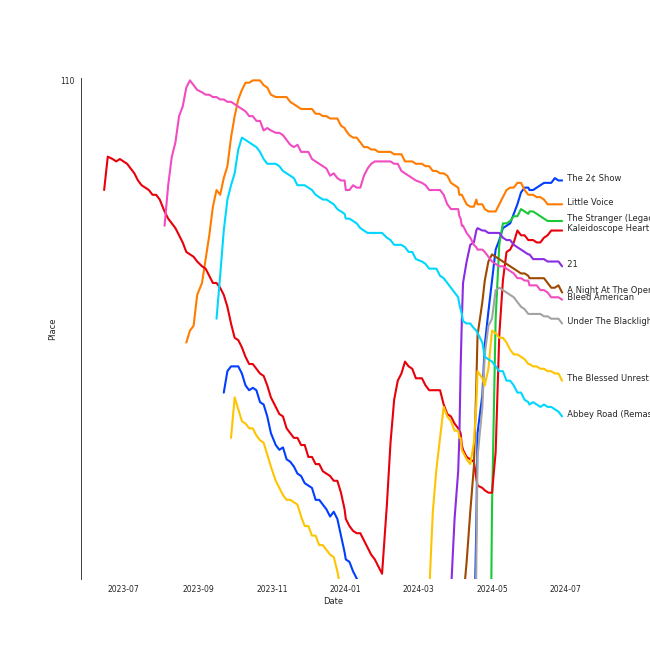 110
Place
The 2¢ Show
Little Voice
The Stranger (Legac
Kaleidoscope Heart
21
A Night At The Oper
Bleed American
Under The Blackligh
The Blessed Unrest
Abbey Road (Remas
2023-07 2023-09 2023-11 2024-01 2024-03 2024-05 2024-07
Date